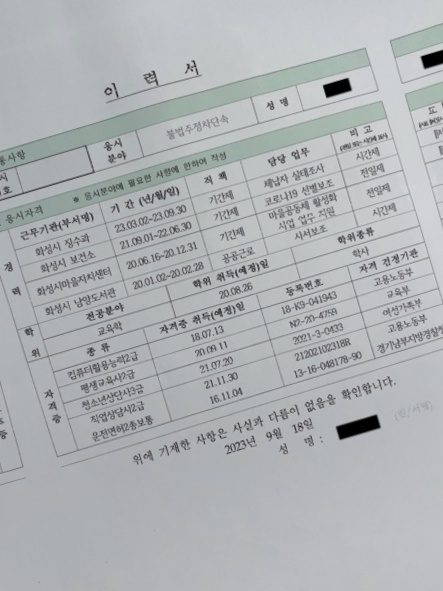 이 력 서
응시
분야
불법주정차단속
성 명
응시자격
※ 응시분야에 필요한 사항에 한하여 작성
경 력
근무기관(부서명) 기 간 (년/월/일) 직 책 담당 업무 비 고
화성시 징수과 23.03.02~23.09.30 기간제 체납자 실태조사 시간제
화성시 보건소 21.09.01~22.06.30 기간제 코로나19 선별보조 전일제
화성시마을자치센터 20.06.16~20.12.31 기간제 마을공동체 활성화 사업 업무 지원 전일제
화성시 남양도서관 20.01.02~20.02.28 공공근로 사서보조 시간제
학 위
전공분야 학위 취득(예정)일 학위종류
교육학 20.08.26 학사
자 격 증
종 류 자격증 취득(예정)일 등록번호 자격 검정기관
컴퓨터활용능력2급 18.07.13 18-K9-041943 고용노동부
평생교육사2급 20.09.11 교육부
청소년상담사3급 21.07.20 2021-3-0433 여성가족부
직업상담사2급 21.11.30 고용노동부
운전면허2종보통 16.11.04 13-16-048178-90
위에 기재한 사항은 사실과 다름이 없음을 확인합니다.
2023년 9월 18일
성 명 :